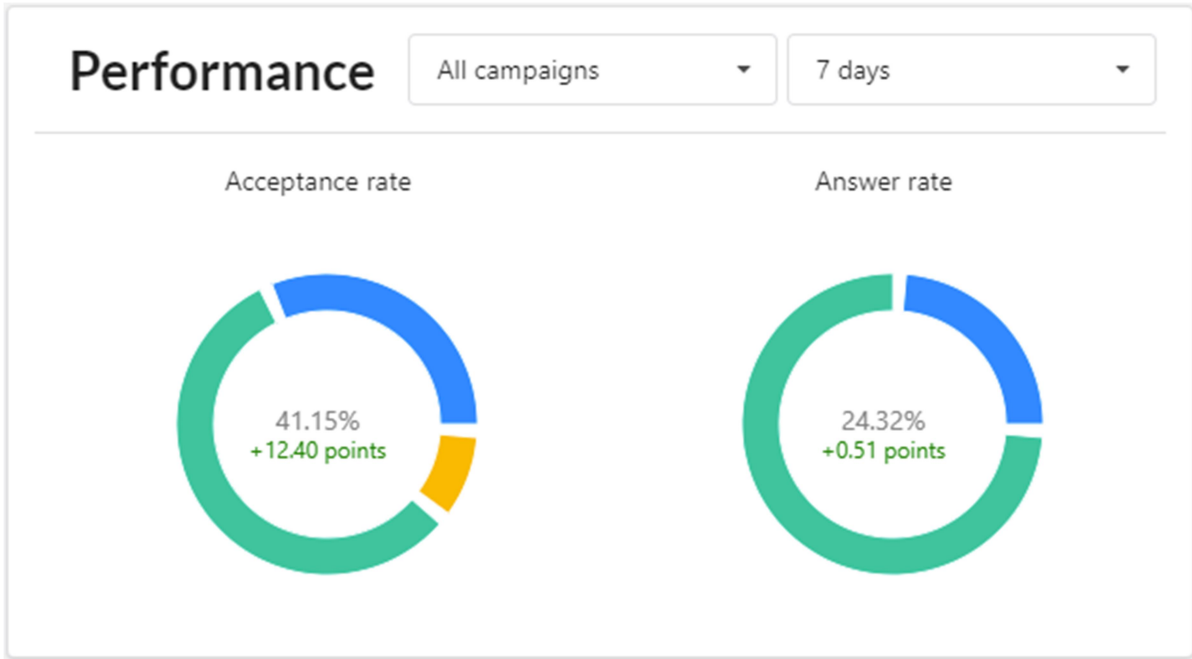 Performance
All campaigns
7 days
Acceptance rate
Answer rate
41.15%
+12.40 points
24.32%
+0.51 points